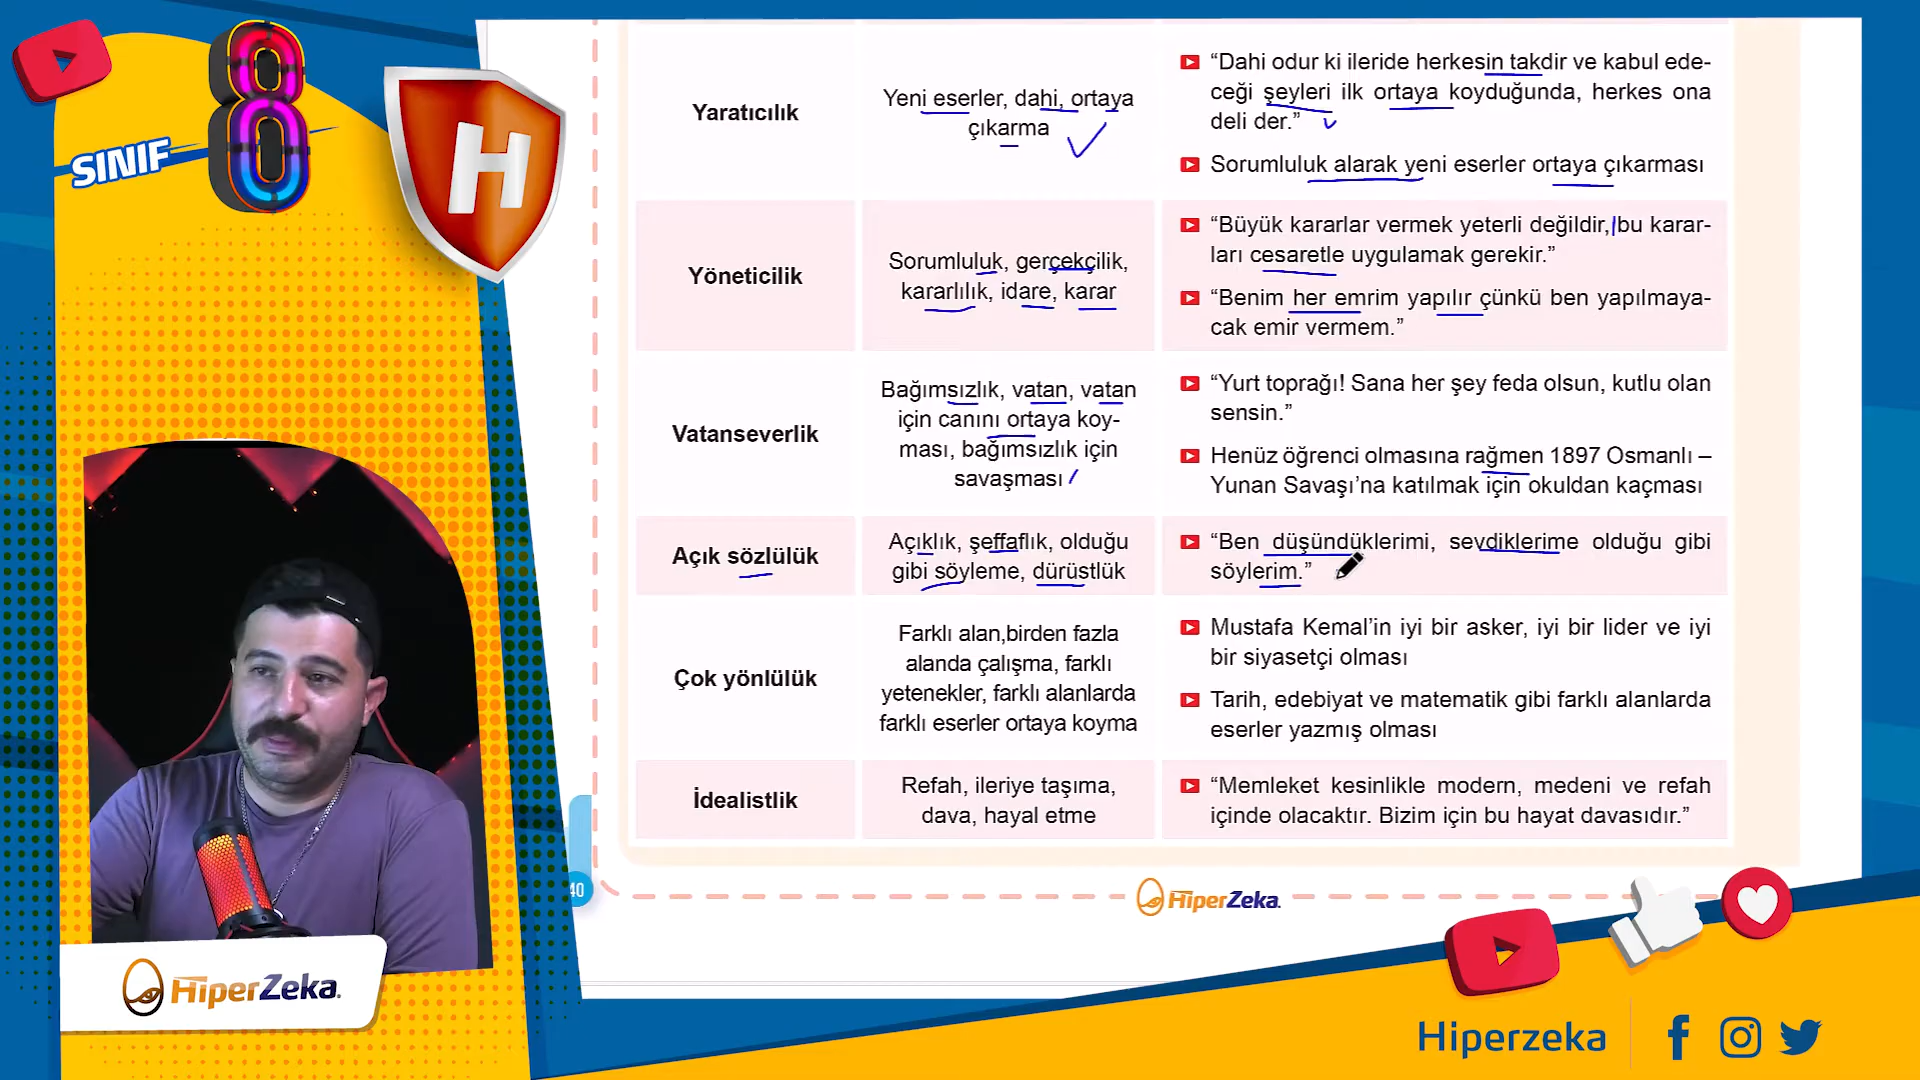 8
SINIF
H
Yaratıcılık
Yeni eserler, dahi, ortaya
çıkarma
“Dahi odur ki ileride herkesin takdir ve kabul ede-
ceği şeyleri ilk ortaya koyduğunda, herkes ona
deli der.”
Sorumluluk alarak yeni eserler ortaya çıkarması
Yöneticilik
Sorumluluk, gerçekçilik,
kararlılık, idare, karar
“Büyük kararlar vermek yeterli değildir, bu karar-
ları cesaretle uygulamak gerekir.”
“Benim her emrim yapılır çünkü ben yapılmaya-
cak emir vermem.”
Vatanseverlik
Bağımsızlık, vatan, vatan
için canını ortaya koy-
ması, bağımsızlık için
savaşması
“Yurt toprağı! Sana her şey feda olsun, kutlu olan
sensin.”
Henüz öğrenci olmasına rağmen 1897 Osmanlı –
Yunan Savaşı’na katılmak için okuldan kaçması
Açık sözlülük
Açıklık, şeffaflık, olduğu
gibi söyleme, dürüstlük
“Ben düşündüklerimi, sevdiklerime olduğu gibi
söylerim.”
Çok yönlülük
Farklı alan,birden fazla
alanda çalışma, farklı
yetenekler, farklı alanlarda
farklı eserler ortaya koyma
Mustafa Kemal’in iyi bir asker, iyi bir lider ve iyi
bir siyasetçi olması
Tarih, edebiyat ve matematik gibi farklı alanlarda
eserler yazmış olması
İdealistlik
Refah, ileriye taşıma,
dava, hayal etme
“Memleket kesinlikle modern, medeni ve refah
içinde olacaktır. Bizim için bu hayat davasıdır.”
40
HiperZeka.
HiperZeka.
Hiperzeka